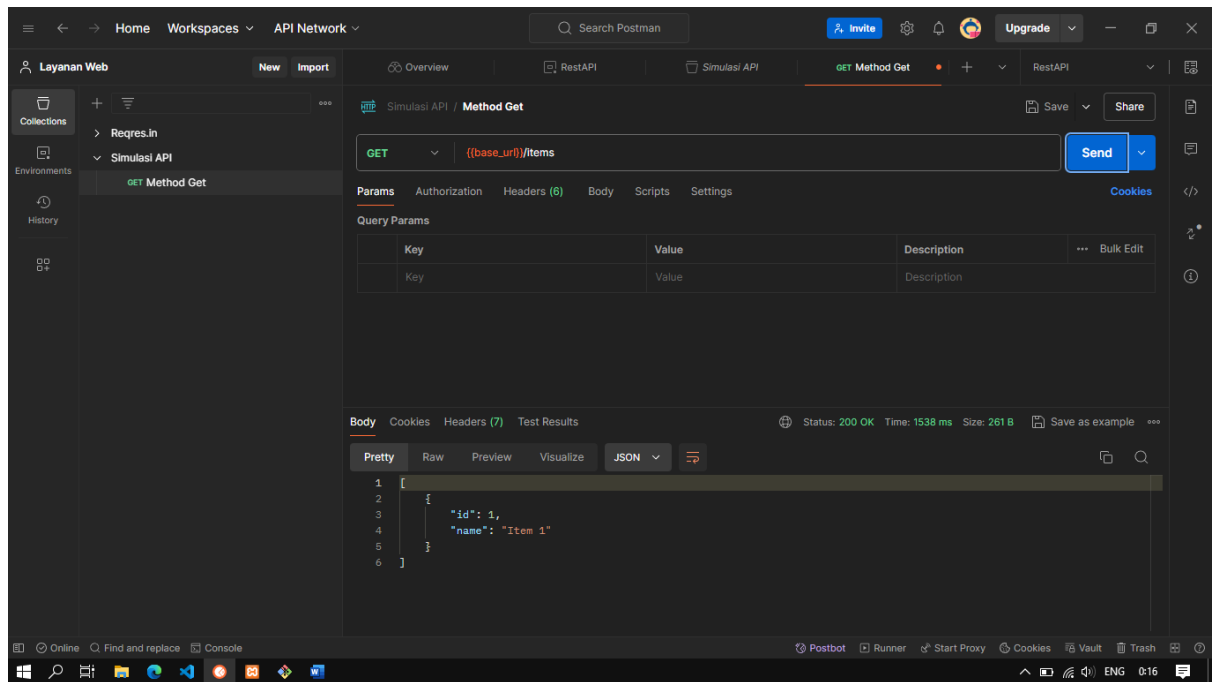 Home Workspaces API Network Search Postman Invite Upgrade
Layanan Web New Import Overview RestAPI Simulasi API GET Method Get RestAPI
Collections
Environments
History
Reqres.in
Simulasi API
GET Method Get
HTTP Simulasi API / Method Get Save Share
GET {{base_url}}/items Send
Params Authorization Headers (6) Body Scripts Settings Cookies
Query Params
Key Value Description Bulk Edit
Key Value Description
Body Cookies Headers (7) Test Results Status: 200 OK Time: 1538 ms Size: 261 B Save as example
Pretty Raw Preview Visualize JSON
1 [
2 {
3 "id": 1,
4 "name": "Item 1"
5 }
6 ]
Online Find and replace Console Postbot Runner Start Proxy Cookies Vault Trash
ENG 0:16